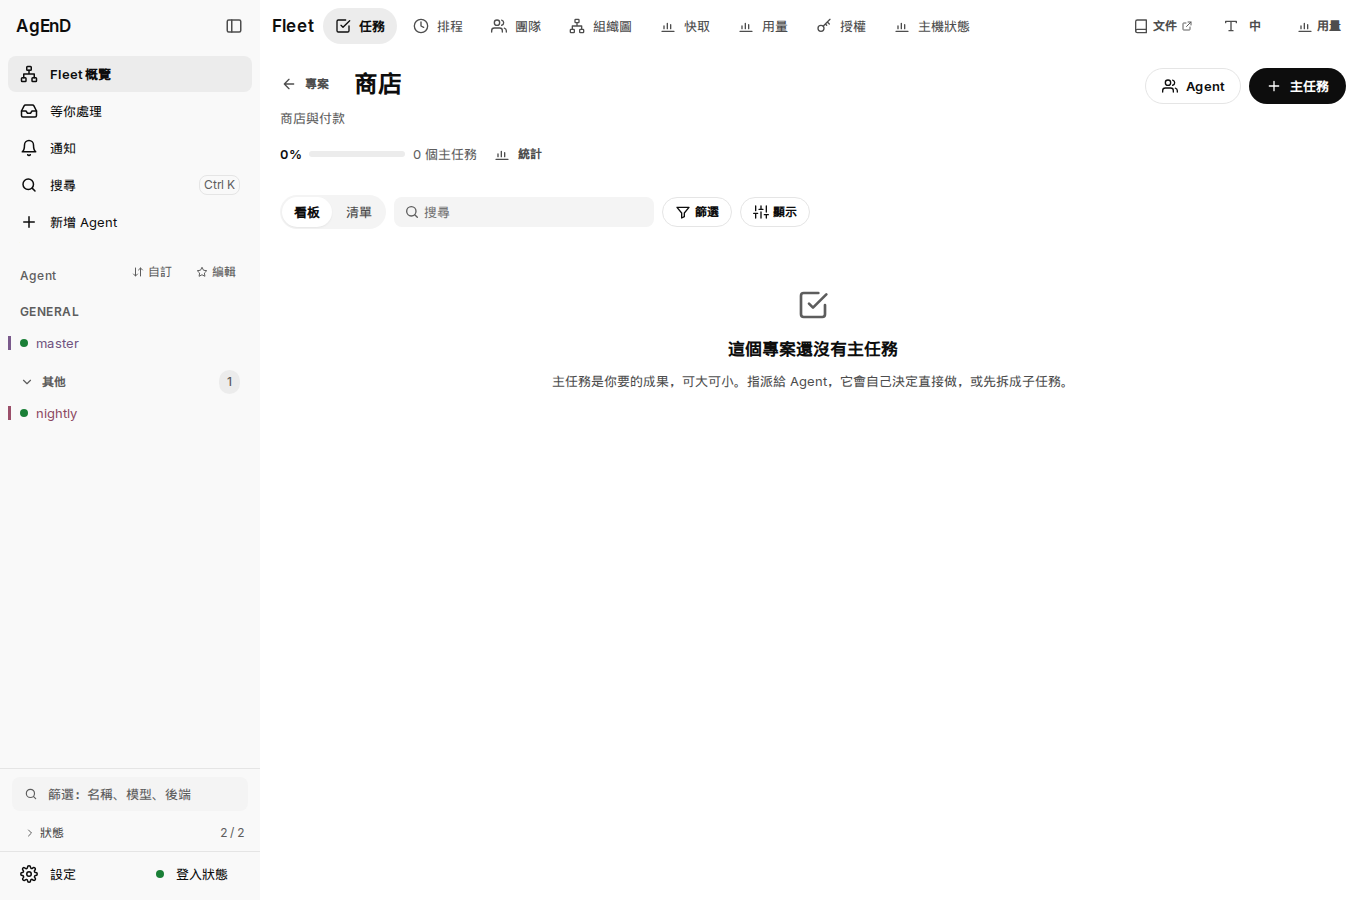 AgEnD
Fleet 概覽
等你處理
通知
搜尋 Ctrl K
新增 Agent
Agent 自訂 編輯
GENERAL
master
其他 1
nightly
篩選：名稱、模型、後端
狀態 2 / 2
設定 登入狀態
Fleet 任務 排程 團隊 組織圖 快取 用量 授權 主機狀態 文件 中 用量
專案 商店 Agent 主任務
商店與付款
0% 0 個主任務 統計
看板 清單 搜尋 篩選 顯示
這個專案還沒有主任務
主任務是你要的成果，可大可小。指派給 Agent，它會自己決定直接做，或先拆成子任務。